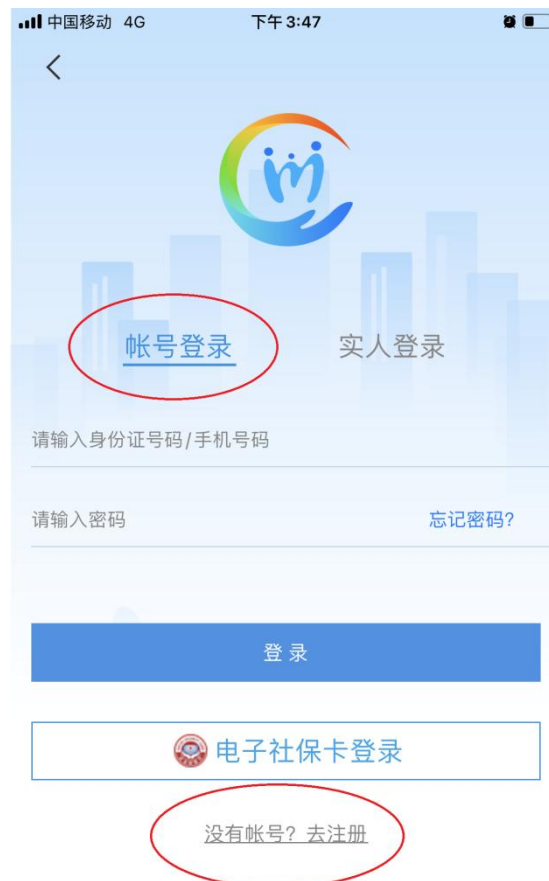 中国移动 4G 下午 3:47
帐号登录 实人登录
请输入身份证号码/手机号码
请输入密码 忘记密码?
登 录
电子社保卡登录
没有帐号？去注册